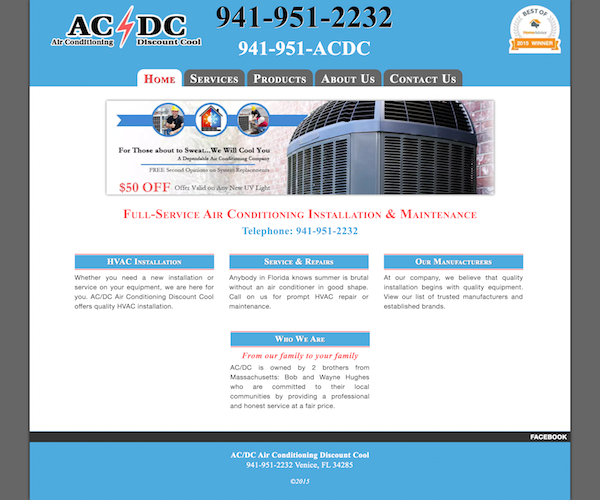 AC DC
Air Conditioning Discount Cool
941-951-2232
941-951-ACDC
BEST OF
HomeAdvisor
2015 WINNER
Home
Services
Products
About Us
Contact Us
For Those about to Sweat...We Will Cool You
A Dependable Air Conditioning Company
FREE Second Opinions on System Replacements
$50 OFF Offer Valid on Any New UV Light
Full-Service Air Conditioning Installation & Maintenance
Telephone: 941-951-2232
HVAC Installation
Whether you need a new installation or
service on your equipment, we are here for
you. AC/DC Air Conditioning Discount Cool
offers quality HVAC installation.
Service & Repairs
Anybody in Florida knows summer is brutal
without an air conditioner in good shape.
Call on us for prompt HVAC repair or
maintenance.
Our Manufacturers
At our company, we believe that quality
installation begins with quality equipment.
View our list of trusted manufacturers and
established brands.
Who We Are
From our family to your family
AC/DC is owned by 2 brothers from
Massachusetts: Bob and Wayne Hughes
who are committed to their local
communities by providing a professional
and honest service at a fair price.
FACEBOOK
AC/DC Air Conditioning Discount Cool
941-951-2232 Venice, FL 34285
©2015